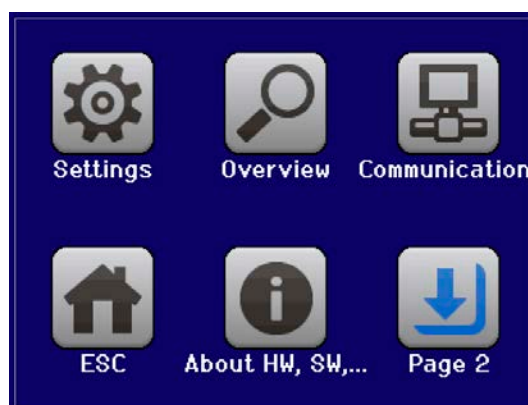 Settings
Overview
Communication
ESC
About HW, SW,...
Page 2